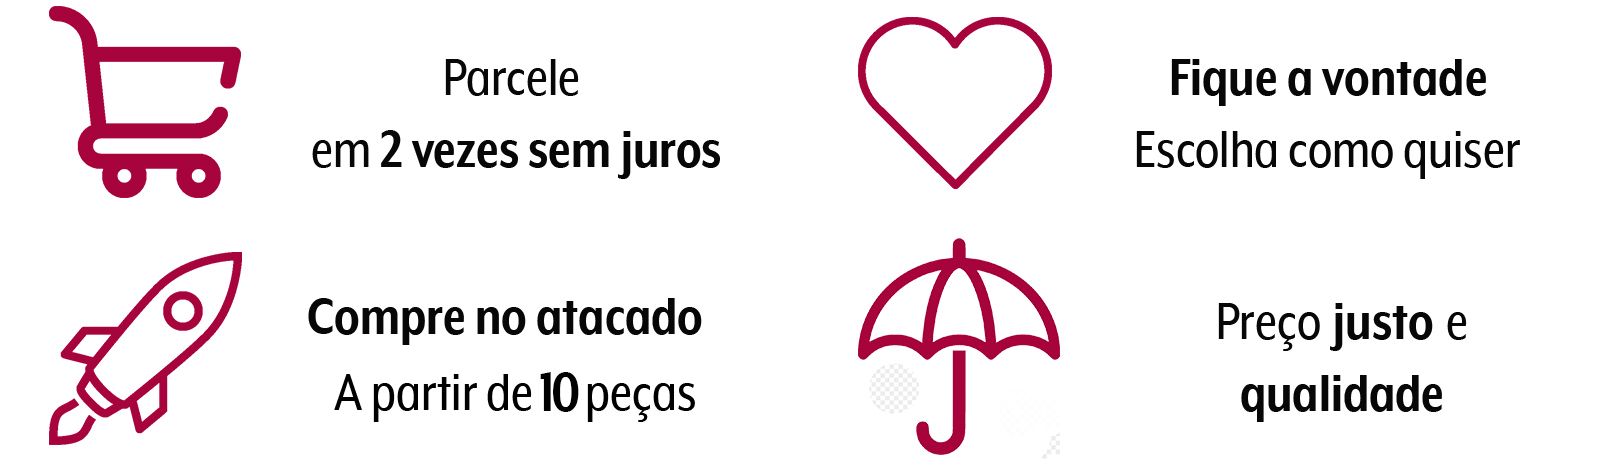 Parcele
em 2 vezes sem juros
Fique a vontade
Escolha como quiser
Compre no atacado
A partir de 10 peças
Preço justo e
qualidade